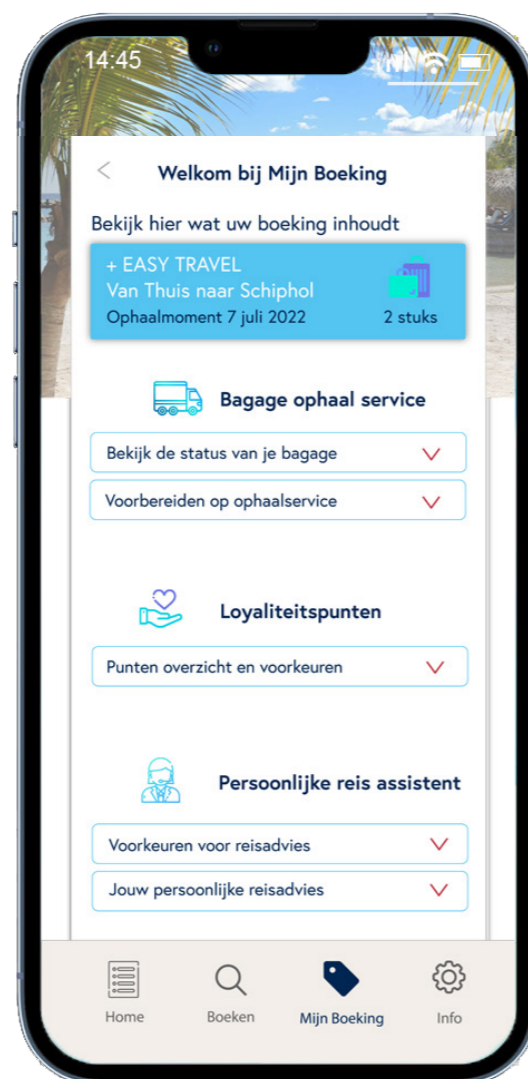 14:45
Welkom bij Mijn Boeking
Bekijk hier wat uw boeking inhoudt
+ EASY TRAVEL
Van Thuis naar Schiphol
Ophaalmoment 7 juli 2022 2 stuks
Bagage ophaal service
Bekijk de status van je bagage
Voorbereiden op ophaalservice
Loyaliteitspunten
Punten overzicht en voorkeuren
Persoonlijke reis assistent
Voorkeuren voor reisadvies
Jouw persoonlijke reisadvies
Home Boeken Mijn Boeking Info